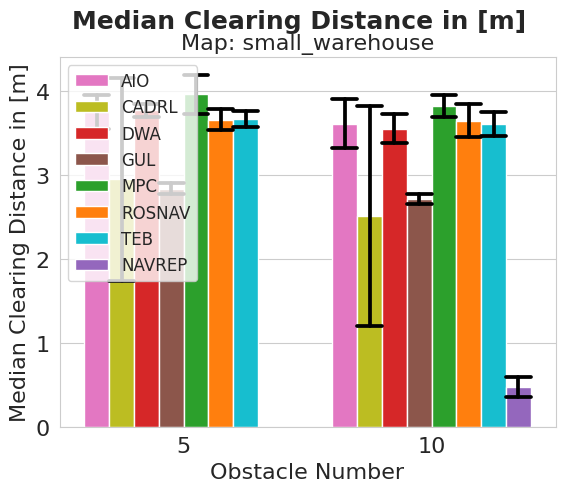 Median Clearing Distance in [m]
Map: small_warehouse
Median Clearing Distance in [m]
4
3
2
1
0
AIO
CADRL
DWA
GUL
MPC
ROSNAV
TEB
NAVREP
5
10
Obstacle Number